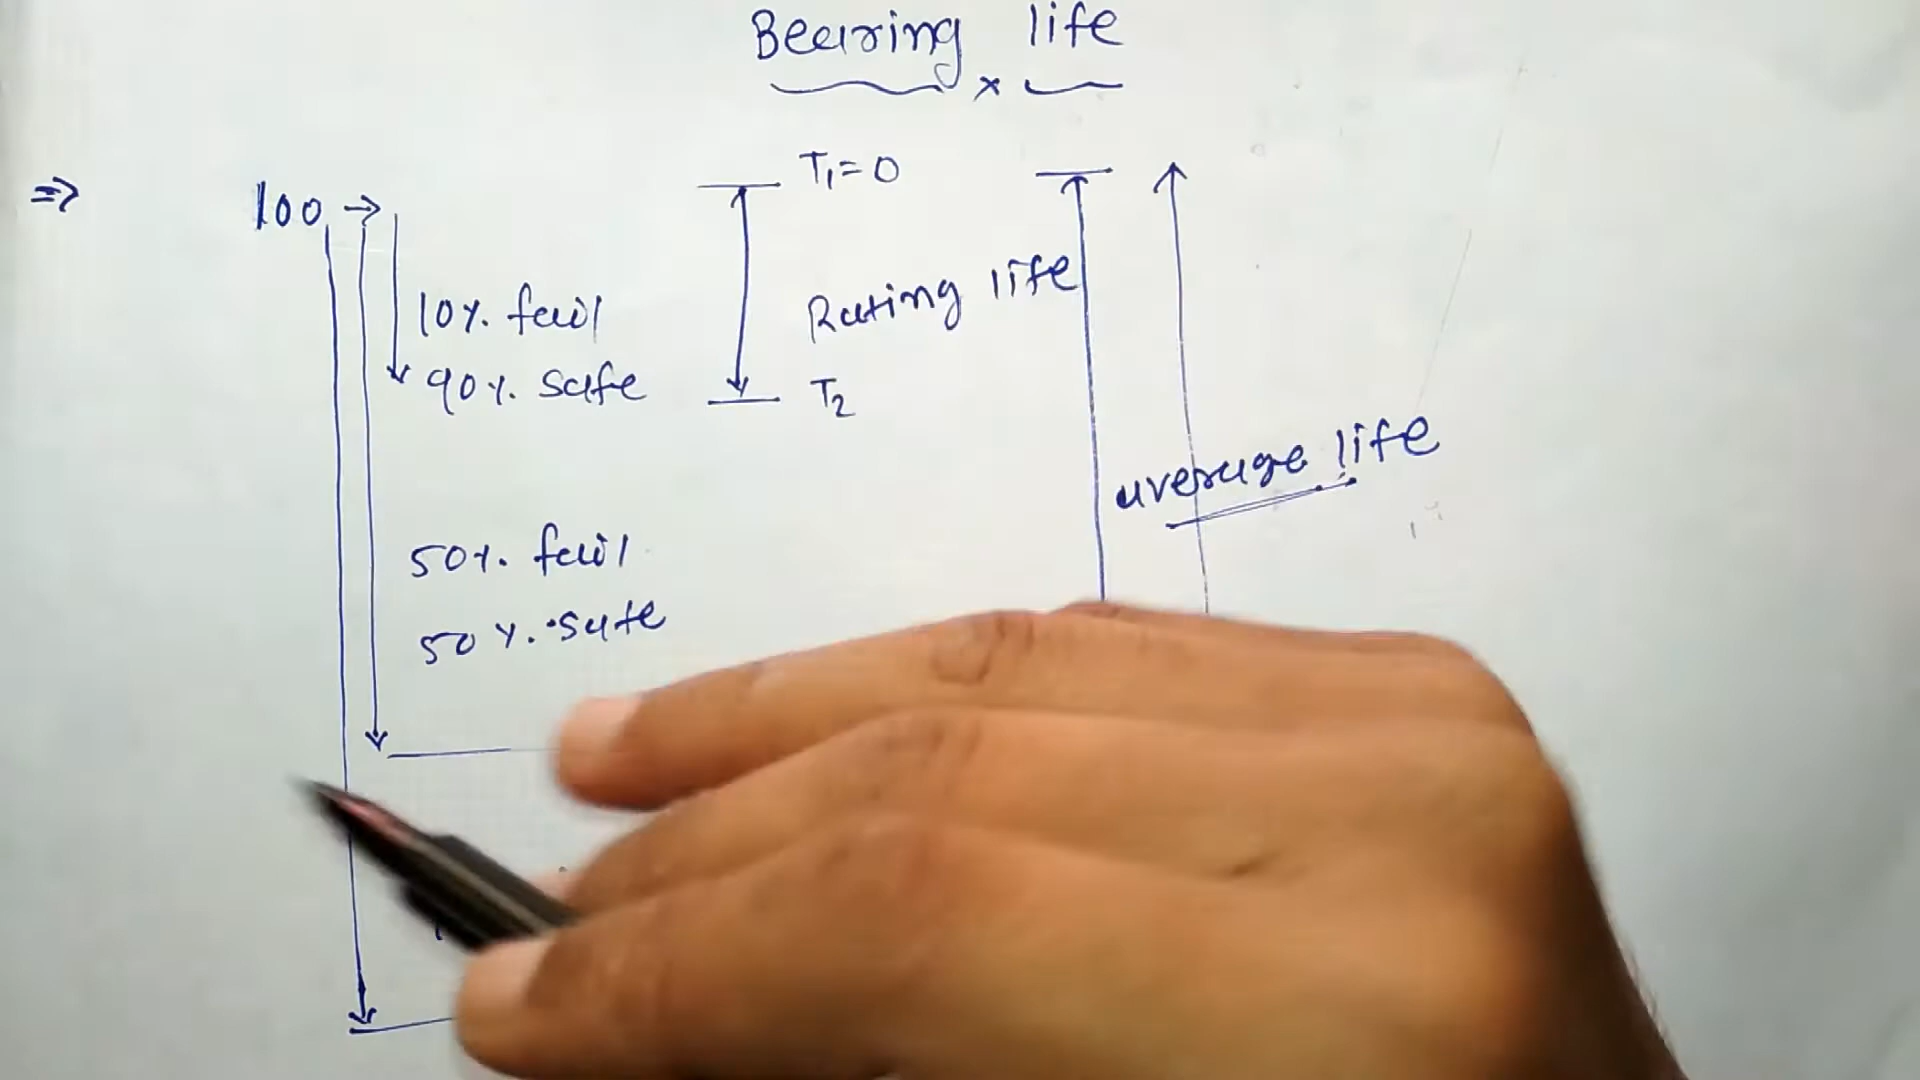 Bearing life
×
T₁ = 0
⇒ 100 →
Rating life
10%. fail
90%. safe
T₂
average life
50%. fail
50%. safe